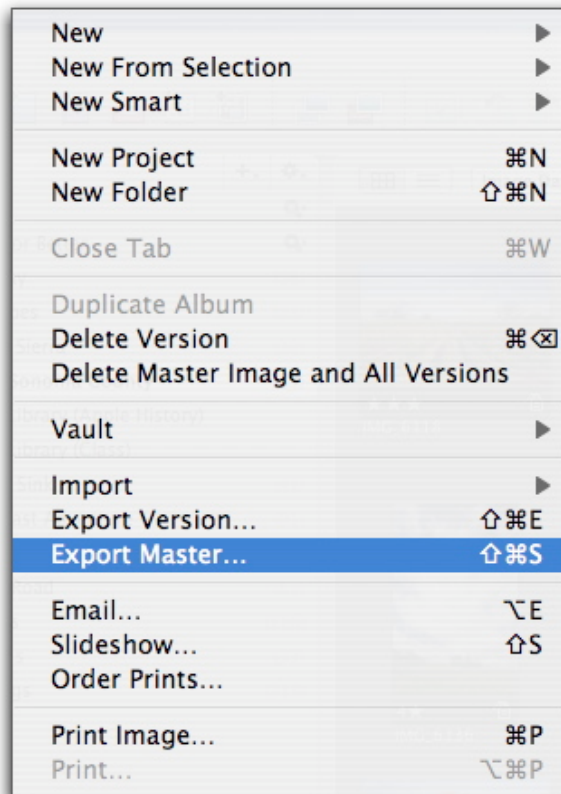 New ▶
New From Selection ▶
New Smart ▶
New Project ⌘N
New Folder ⇧⌘N
Close Tab ⌘W
Duplicate Album
Delete Version ⌘⌫
Delete Master Image and All Versions
Vault ▶
Import ▶
Export Version... ⇧⌘E
Export Master... ⇧⌘S
Email... ⌥E
Slideshow... ⇧S
Order Prints...
Print Image... ⌘P
Print... ⌥⌘P